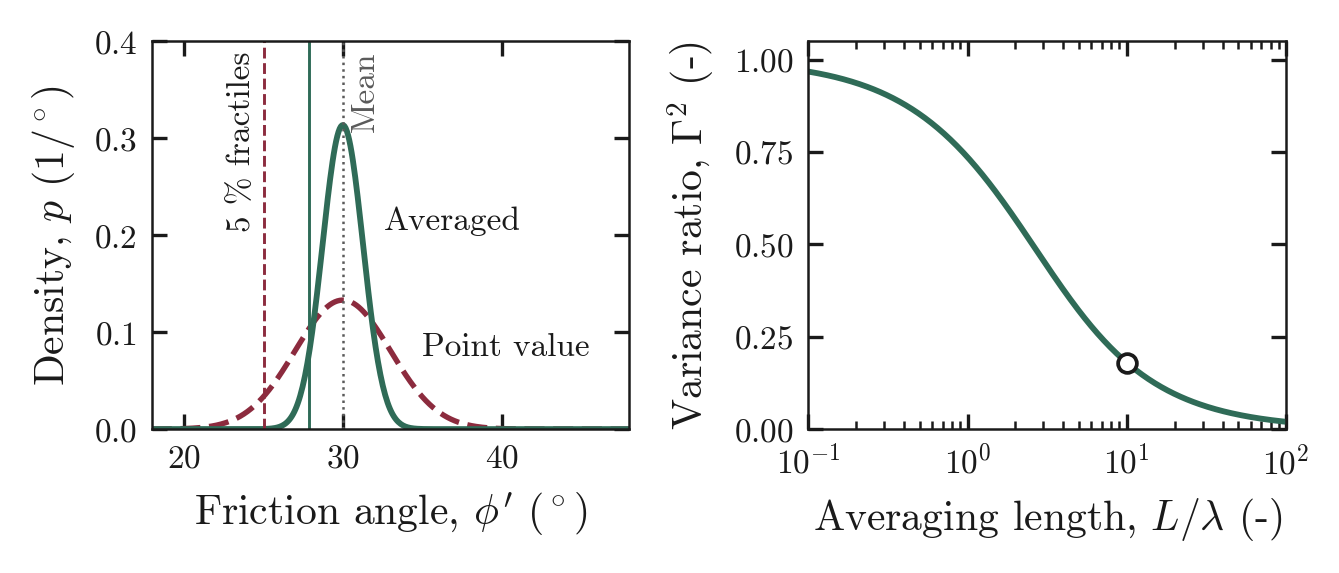 0.4
0.3
0.2
0.1
0.0
Density, p (1/°)
5 % fractiles
Mean
Averaged
Point value
20 30 40
Friction angle, ϕ′ (°)
1.00
0.75
0.50
0.25
0.00
Variance ratio, Γ² (-)
10⁻¹ 10⁰ 10¹ 10²
Averaging length, L/λ (-)